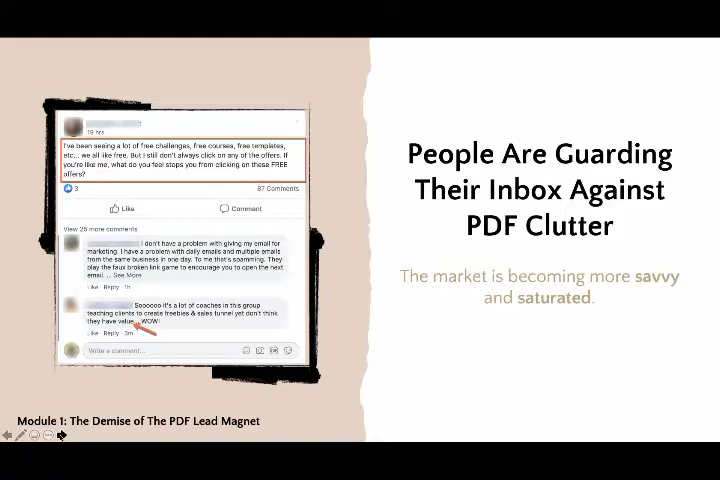 19 hrs
I've been seeing a lot of free challenges, free courses, free templates,
etc... we all like free. But I still don't always click on any of the offers. If
you're like me, what do you feel stops you from clicking on these FREE
offers?
3
87 Comments
Like
Comment
View 25 more comments
I don't have a problem with giving my email for
marketing. I have a problem with daily emails and multiple emails
from the same business in one day. To me that's spamming. They
play the faux broken link game to encourage you to open the next
email. ... See More
Like · Reply · 1h
Soooooo it's a lot of coaches in this group
teaching clients to create freebies & sales funnel yet don't think
they have value....WOW!
Like · Reply · 3m
Write a comment...
People Are Guarding
Their Inbox Against
PDF Clutter
The market is becoming more savvy
and saturated.
Module 1: The Demise of The PDF Lead Magnet